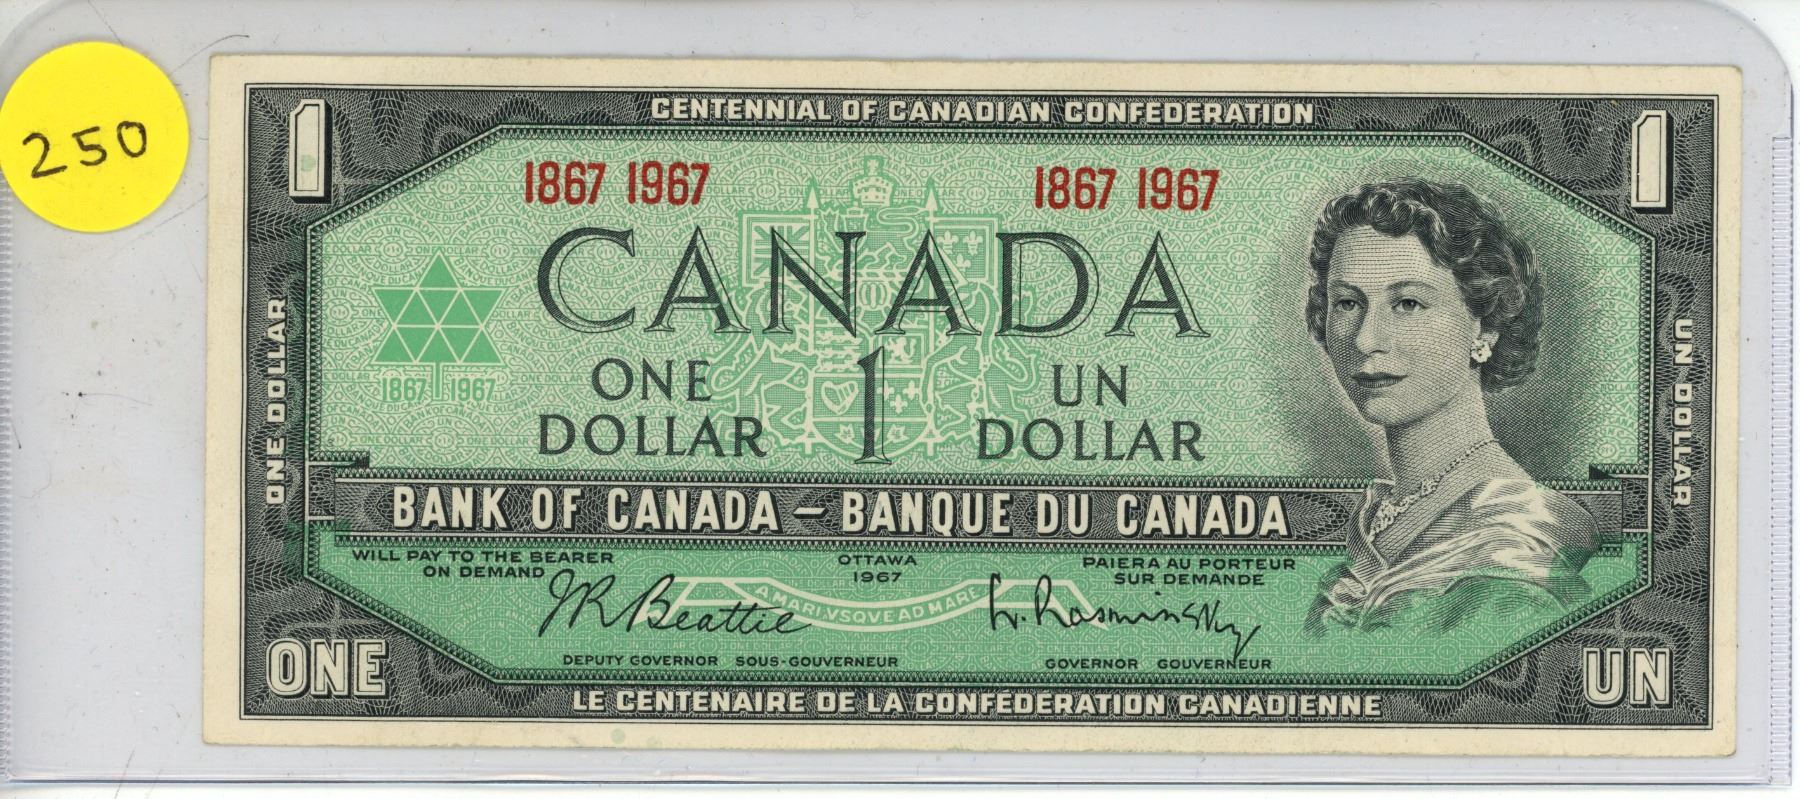 250
1
CENTENNIAL OF CANADIAN CONFEDERATION
1
1867 1967
1867 1967
CANADA
ONE DOLLAR
1867 1967
ONE
DOLLAR
1
UN
DOLLAR
UN DOLLAR
BANK OF CANADA – BANQUE DU CANADA
WILL PAY TO THE BEARER
ON DEMAND
OTTAWA
1967
PAIERA AU PORTEUR
SUR DEMANDE
JRBeattie
A MARI VSQVE AD MARE
L. Rasminsky
DEPUTY GOVERNOR SOUS-GOUVERNEUR
GOVERNOR GOUVERNEUR
ONE
LE CENTENAIRE DE LA CONFÉDÉRATION CANADIENNE
UN